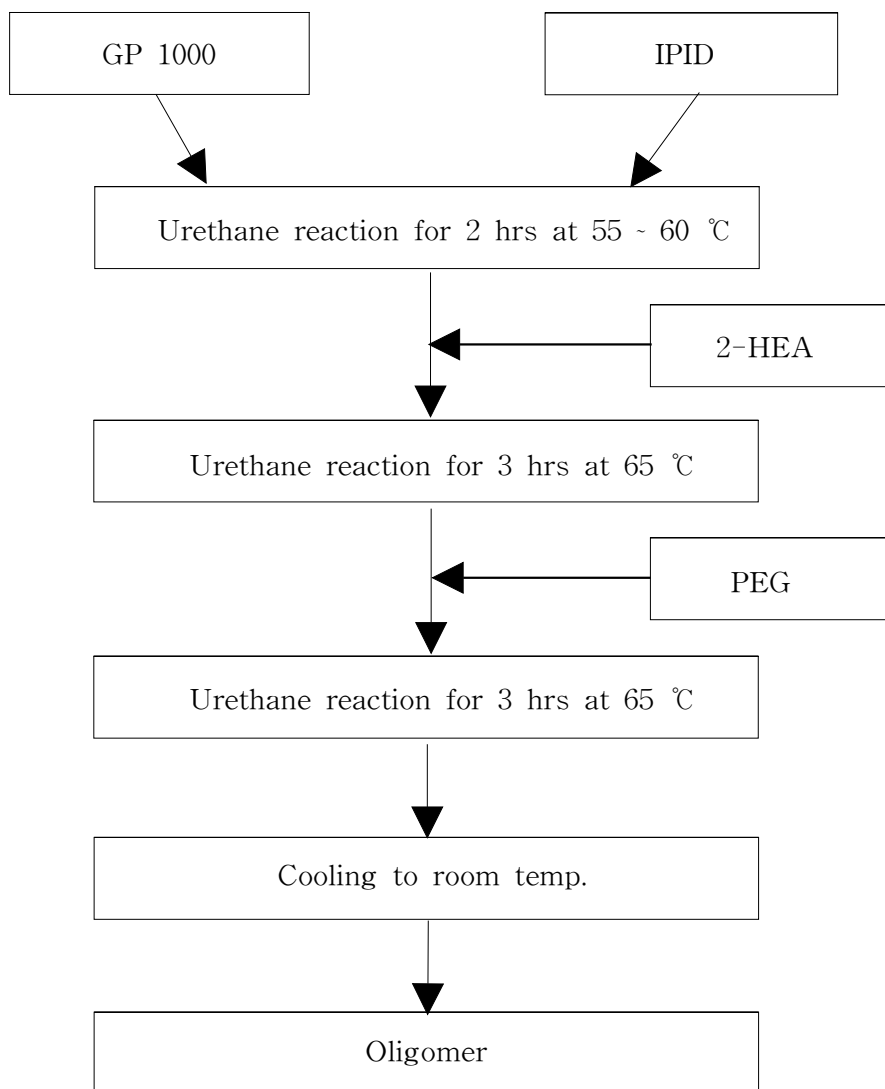 GP 1000
IPID
Urethane reaction for 2 hrs at 55 ~ 60 ℃
2-HEA
Urethane reaction for 3 hrs at 65 ℃
PEG
Urethane reaction for 3 hrs at 65 ℃
Cooling to room temp.
Oligomer